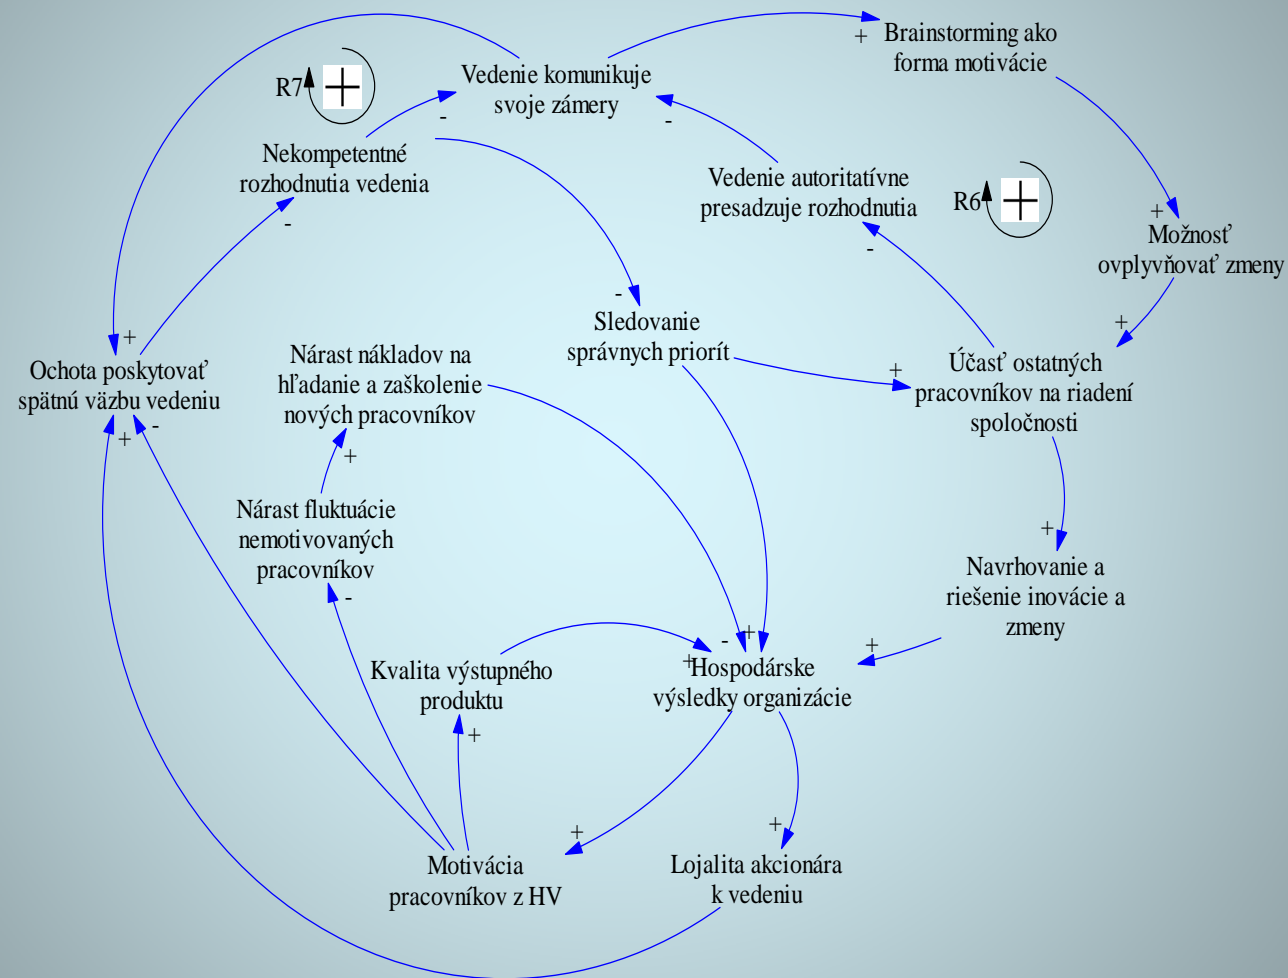 Brainstorming ako
forma motivácie
+
Vedenie komunikuje
svoje zámery
R7
+
-
-
Nekompetentné
rozhodnutia vedenia
-
Vedenie autoritatívne
presadzuje rozhodnutia
-
R6
+
+
Možnosť
ovplyvňovať zmeny
-
Sledovanie
správnych priorít
+
+
+
Ochota poskytovať
spätnú väzbu vedeniu
+
-
Nárast nákladov na
hľadanie a zaškolenie
nových pracovníkov
+
Účasť ostatných
pracovníkov na riadení
spoločnosti
Nárast fluktuácie
nemotivovaných
pracovníkov
-
+
Navrhovanie a
riešenie inovácie a
zmeny
+
Kvalita výstupného
produktu
+
-
+
+
Hospodárske
výsledky organizácie
+
+
Motivácia
pracovníkov z HV
Lojalita akcionára
k vedeniu